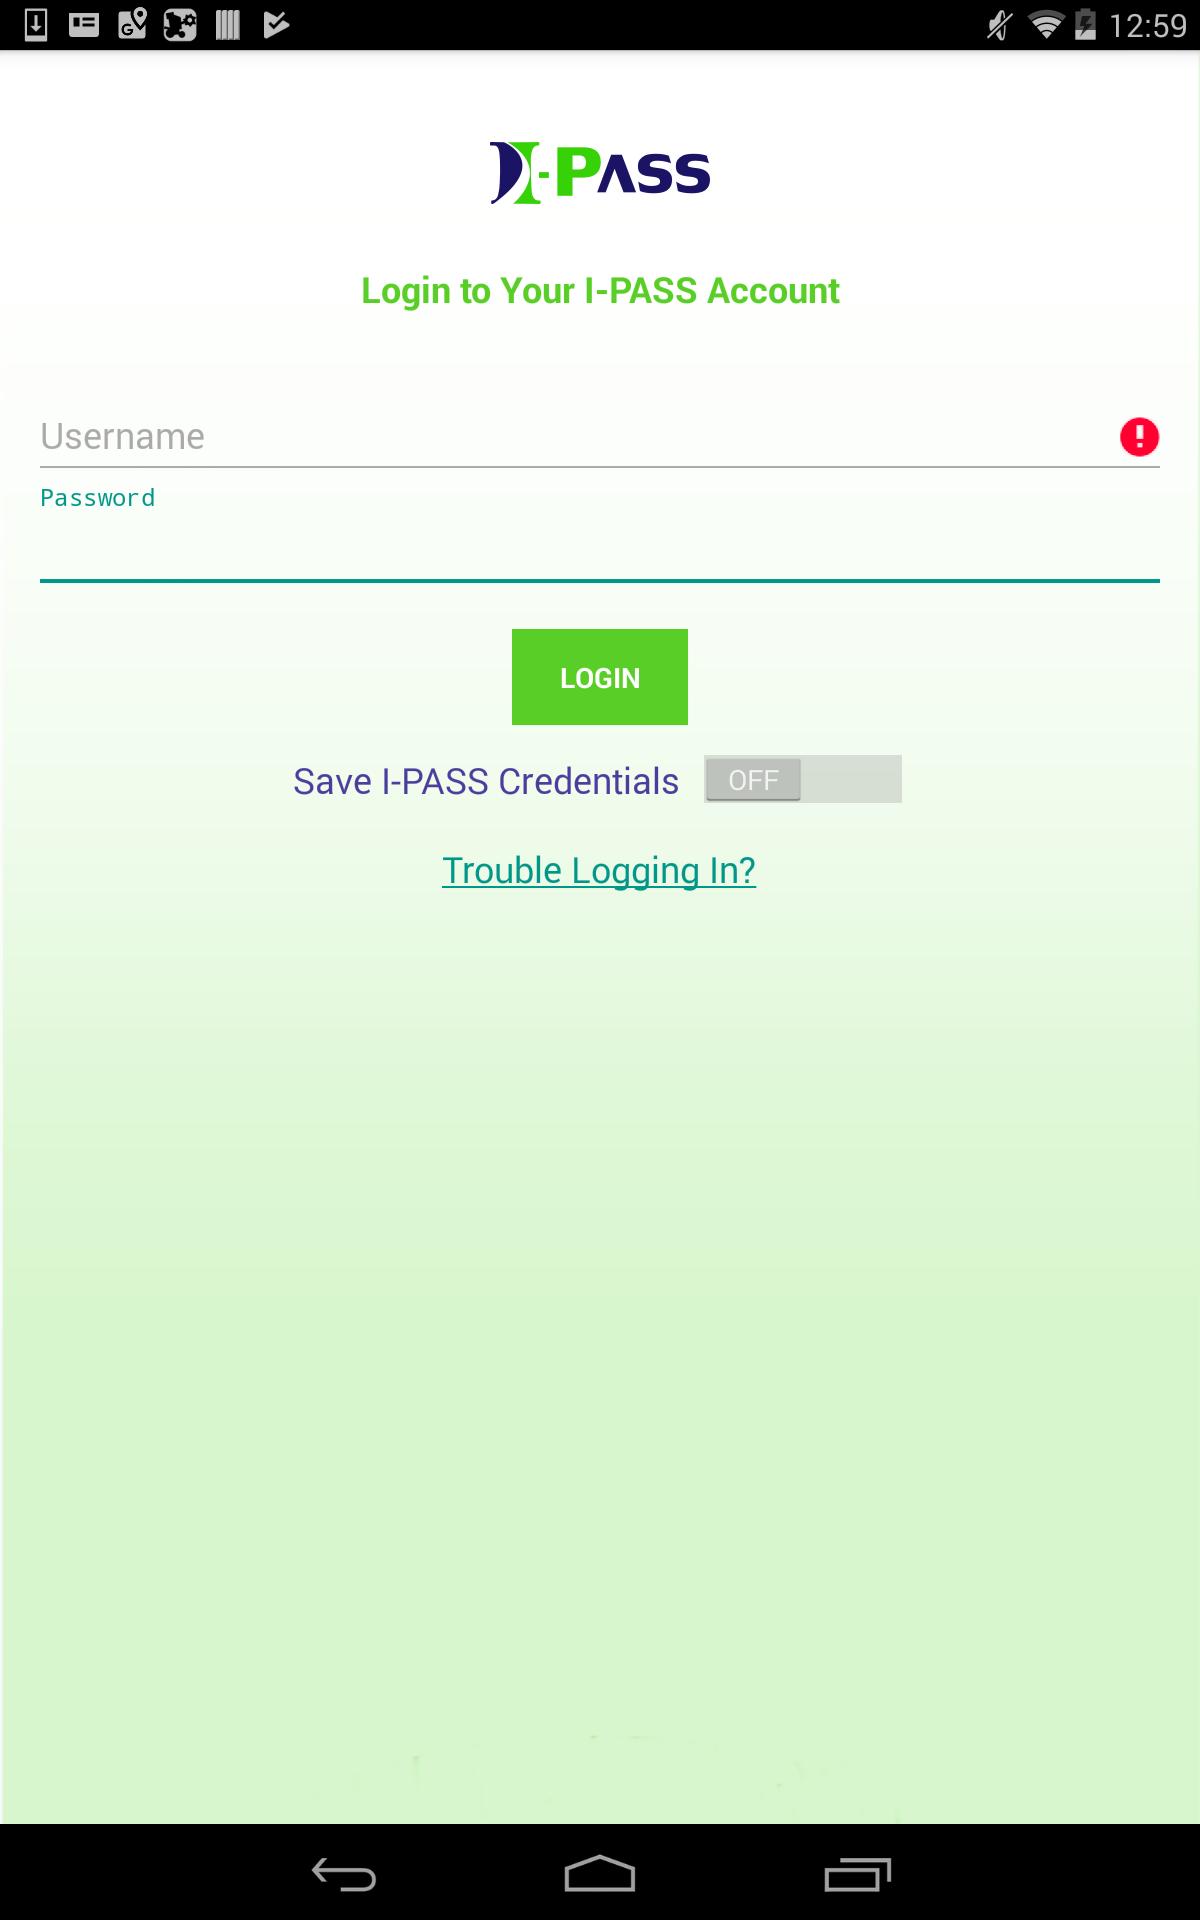 12:59
I-PASS
Login to Your I-PASS Account
Username
Password
LOGIN
Save I-PASS Credentials OFF
Trouble Logging In?